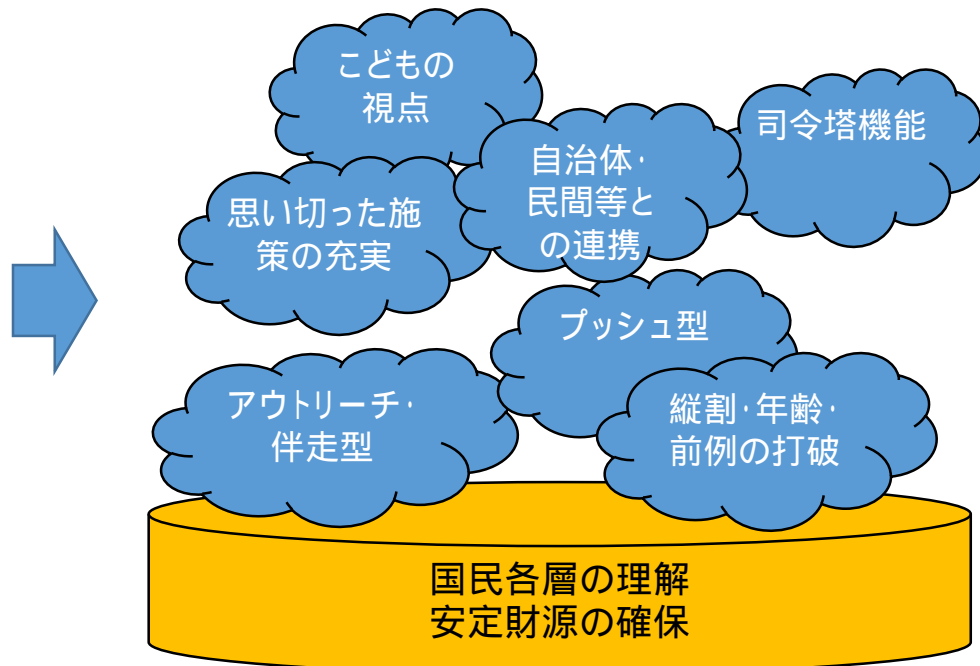 こどもの
視点
司令塔機能
自治体・
民間等と
の連携
思い切った施
策の充実
プッシュ型
アウトリーチ・
伴走型
縦割・年齢・
前例の打破
国民各層の理解
安定財源の確保